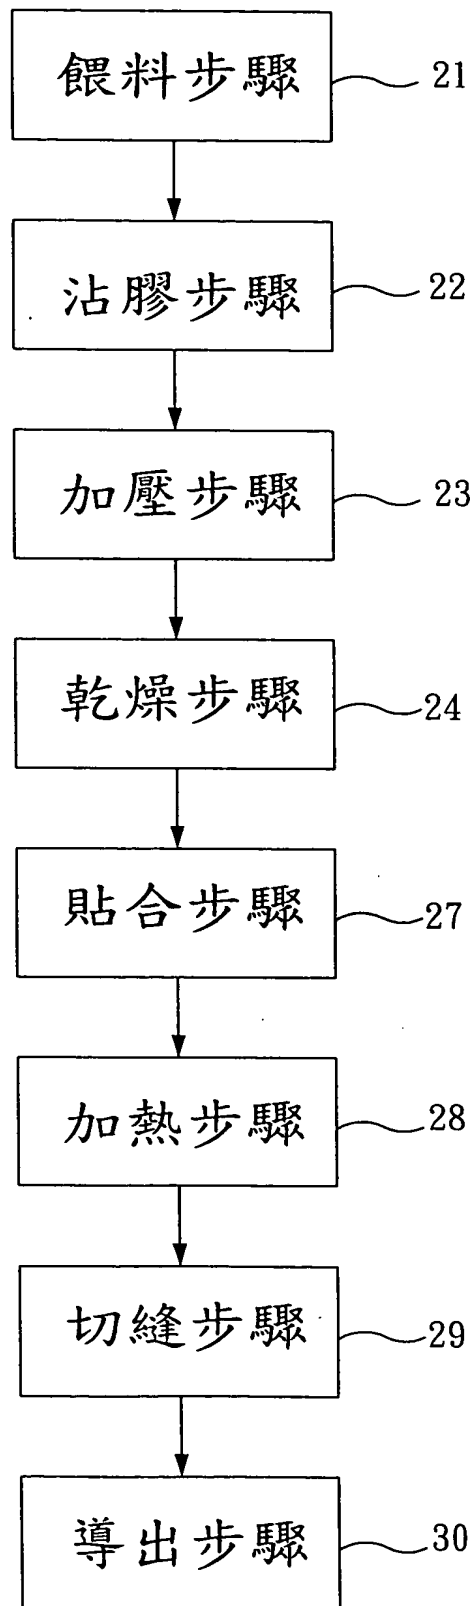 餵料步驟 21
沾膠步驟 22
加壓步驟 23
乾燥步驟 24
貼合步驟 27
加熱步驟 28
切縫步驟 29
導出步驟 30